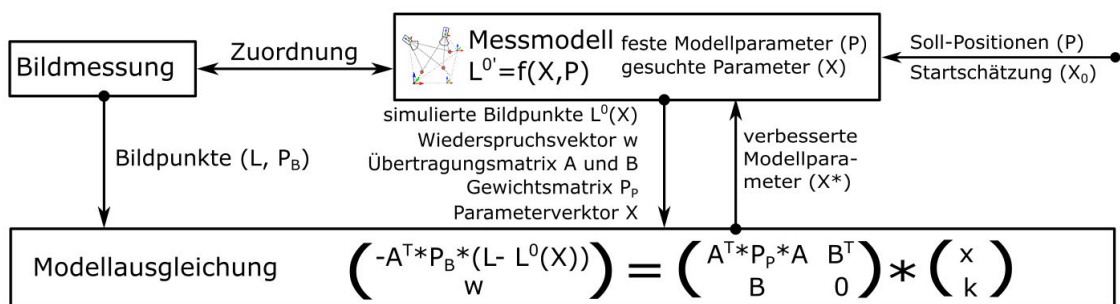 Bildmessung
Zuordnung
Messmodell
L⁰'=f(X,P)
feste Modellparameter (P)
gesuchte Parameter (X)
Soll-Positionen (P)
Startschätzung (X₀)
Bildpunkte (L, P_B)
simulierte Bildpunkte L⁰(X)
Wiederspruchsvektor w
Übertragungsmatrix A und B
Gewichtsmatrix P_P
Parameterverktor X
verbesserte
Modellpara-
meter (X*)
Modellausgleichung
(-Aᵀ*P_B*(L- L⁰(X))) = (Aᵀ*P_P*A Bᵀ) * (x)
w B 0 k